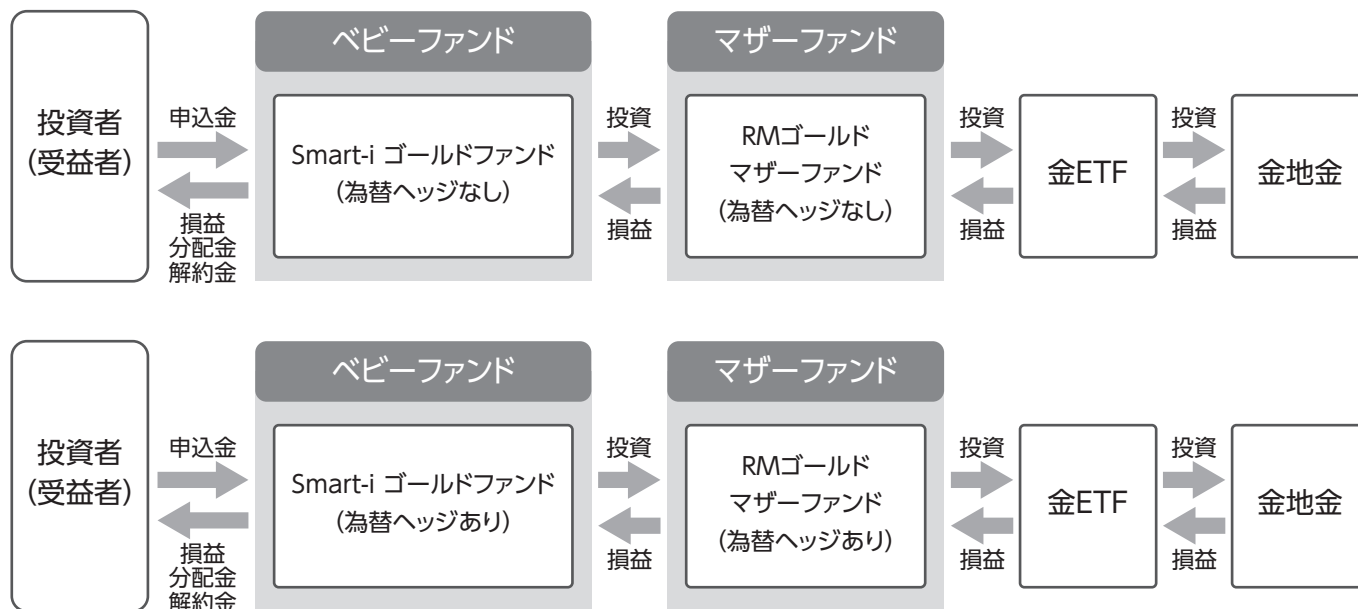 ベビーファンド
マザーファンド
投資者
(受益者)
申込金
損益
分配金
解約金
Smart-i ゴールドファンド
(為替ヘッジなし)
投資
損益
RMゴールド
マザーファンド
(為替ヘッジなし)
投資
損益
金ETF
投資
損益
金地金
ベビーファンド
マザーファンド
投資者
(受益者)
申込金
損益
分配金
解約金
Smart-i ゴールドファンド
(為替ヘッジあり)
投資
損益
RMゴールド
マザーファンド
(為替ヘッジあり)
投資
損益
金ETF
投資
損益
金地金